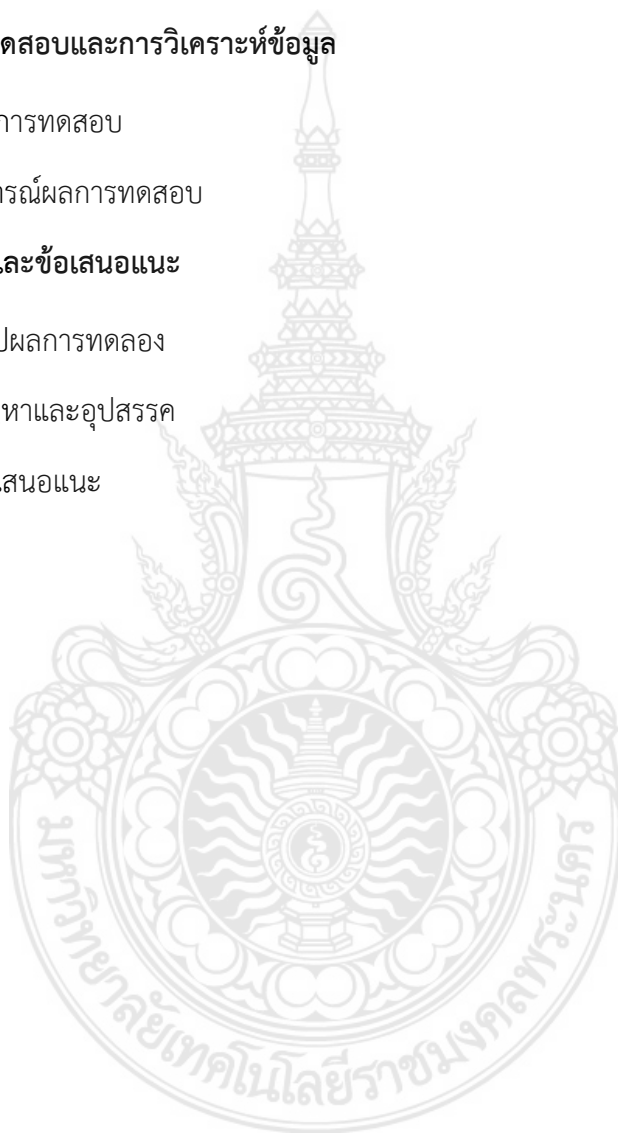 ดสอบและการวิเคราะห์ข้อมูล
การทดสอบ
ารณ์ผลการทดสอบ
ละข้อเสนอแนะ
ปผลการทดลอง
หาและอุปสรรค
เสนอแนะ
มหาวิทยาลัยเทคโนโลยีราชมงคลพระนคร